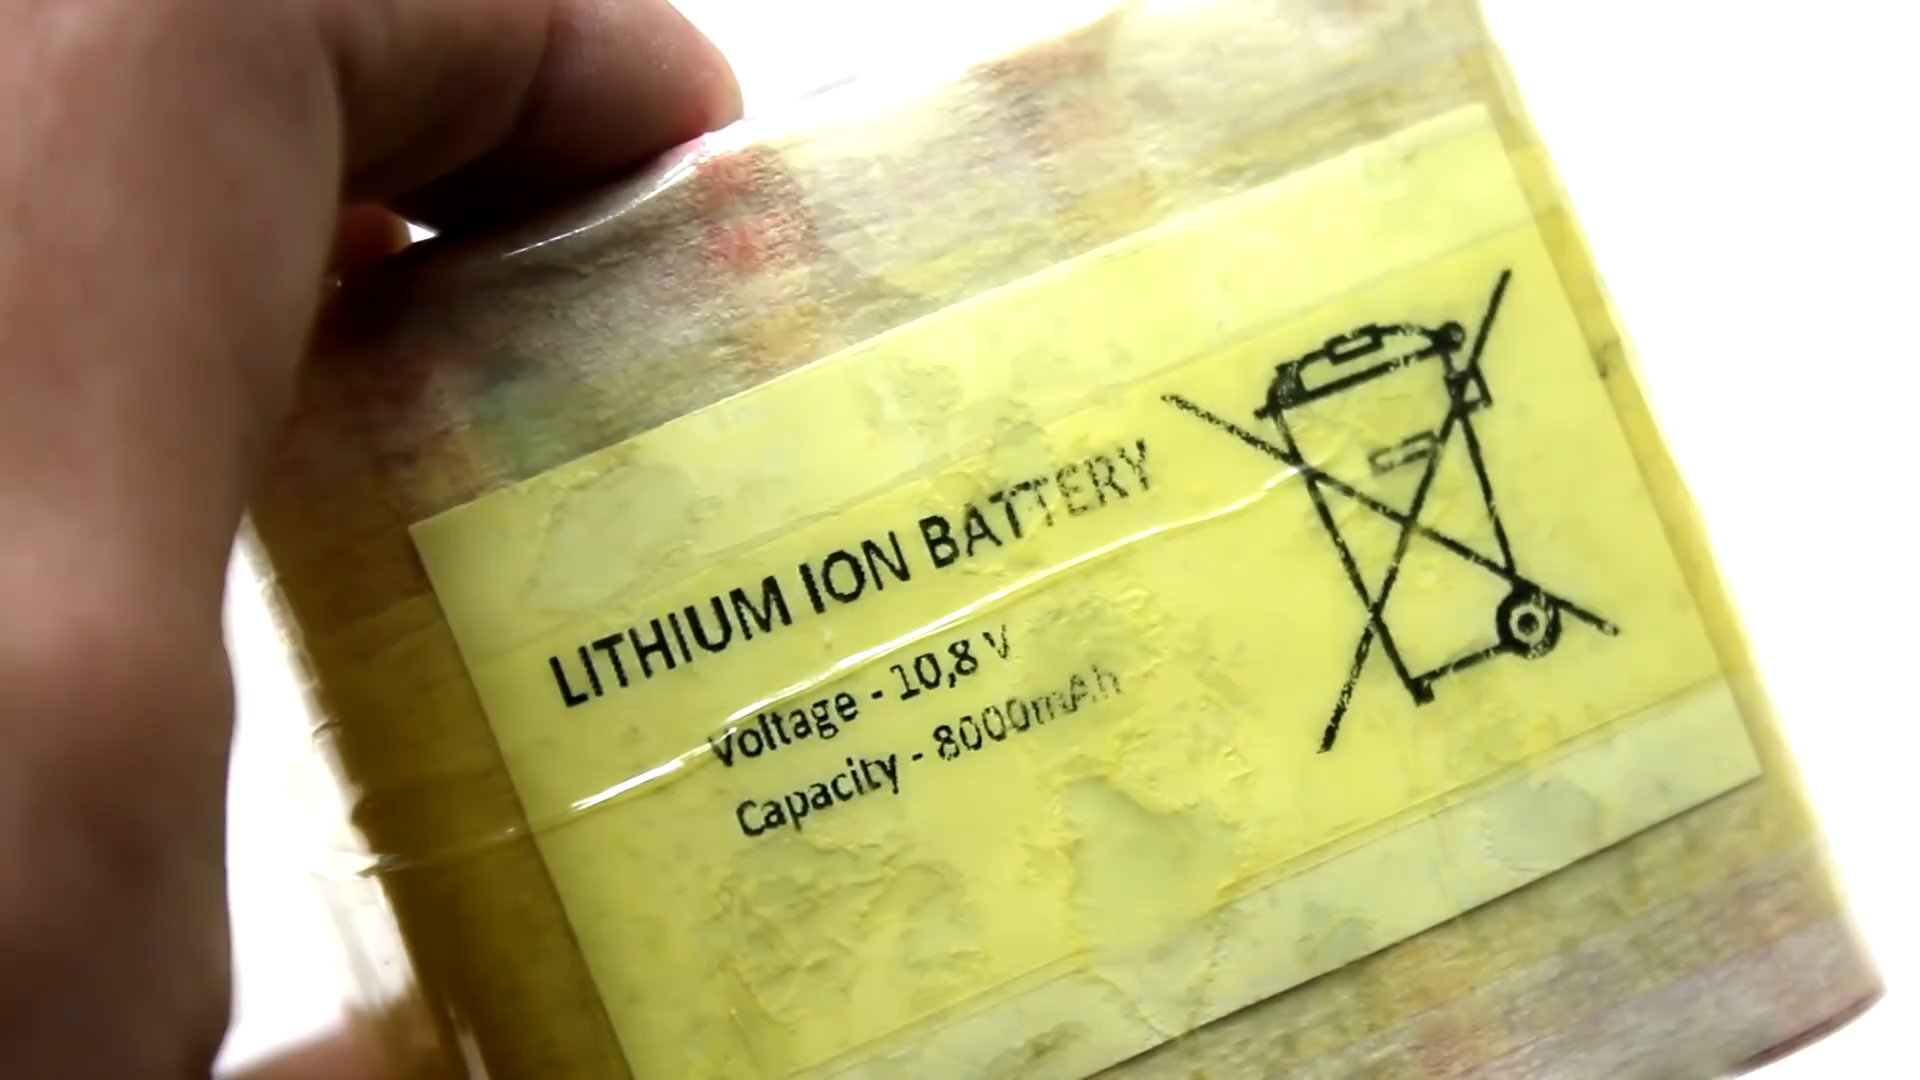 LITHIUM ION BATTERY
Voltage - 10,8 V
Capacity - 8000mAh